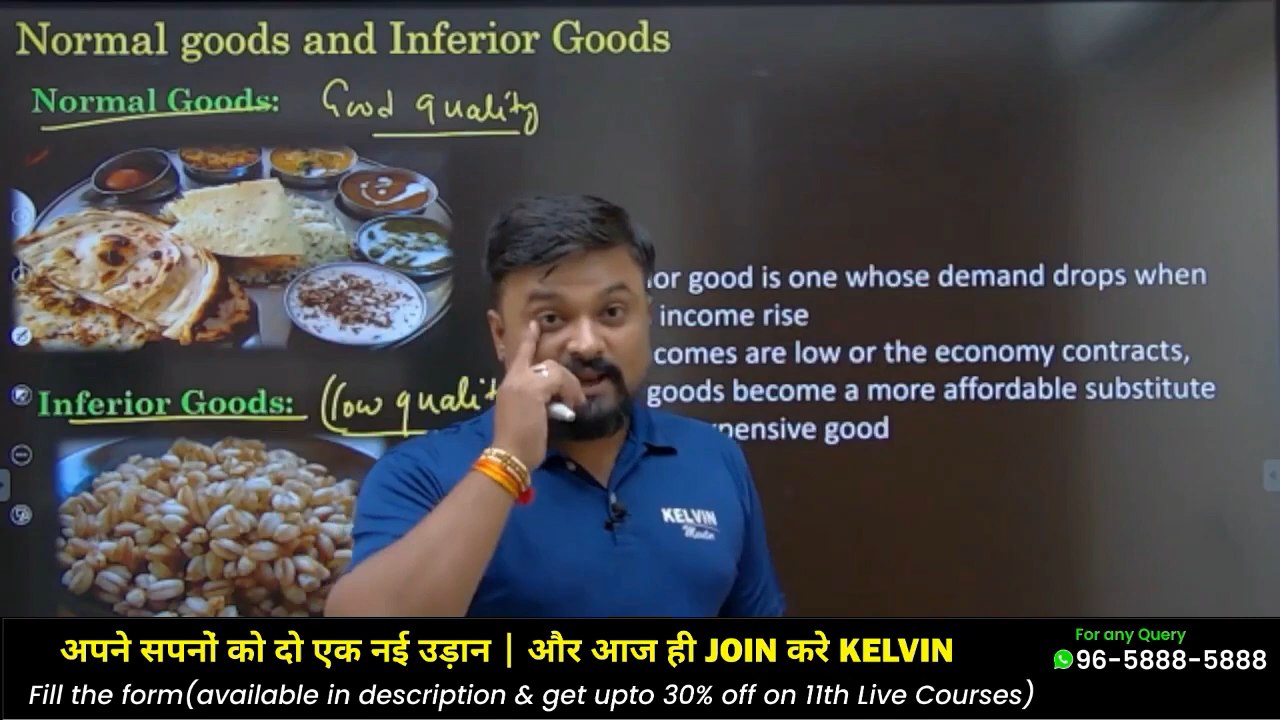 Normal goods and Inferior Goods
Normal Goods: Good quality
or good is one whose demand drops when
income rise
comes are low or the economy contracts,
Inferior Goods: (low qualit
goods become a more affordable substitute
pensive good
KELVIN
Mentor
अपने सपनों को दो एक नई उड़ान | और आज ही JOIN करे KELVIN
For any Query
96-5888-5888
Fill the form(available in description & get upto 30% off on 11th Live Courses)